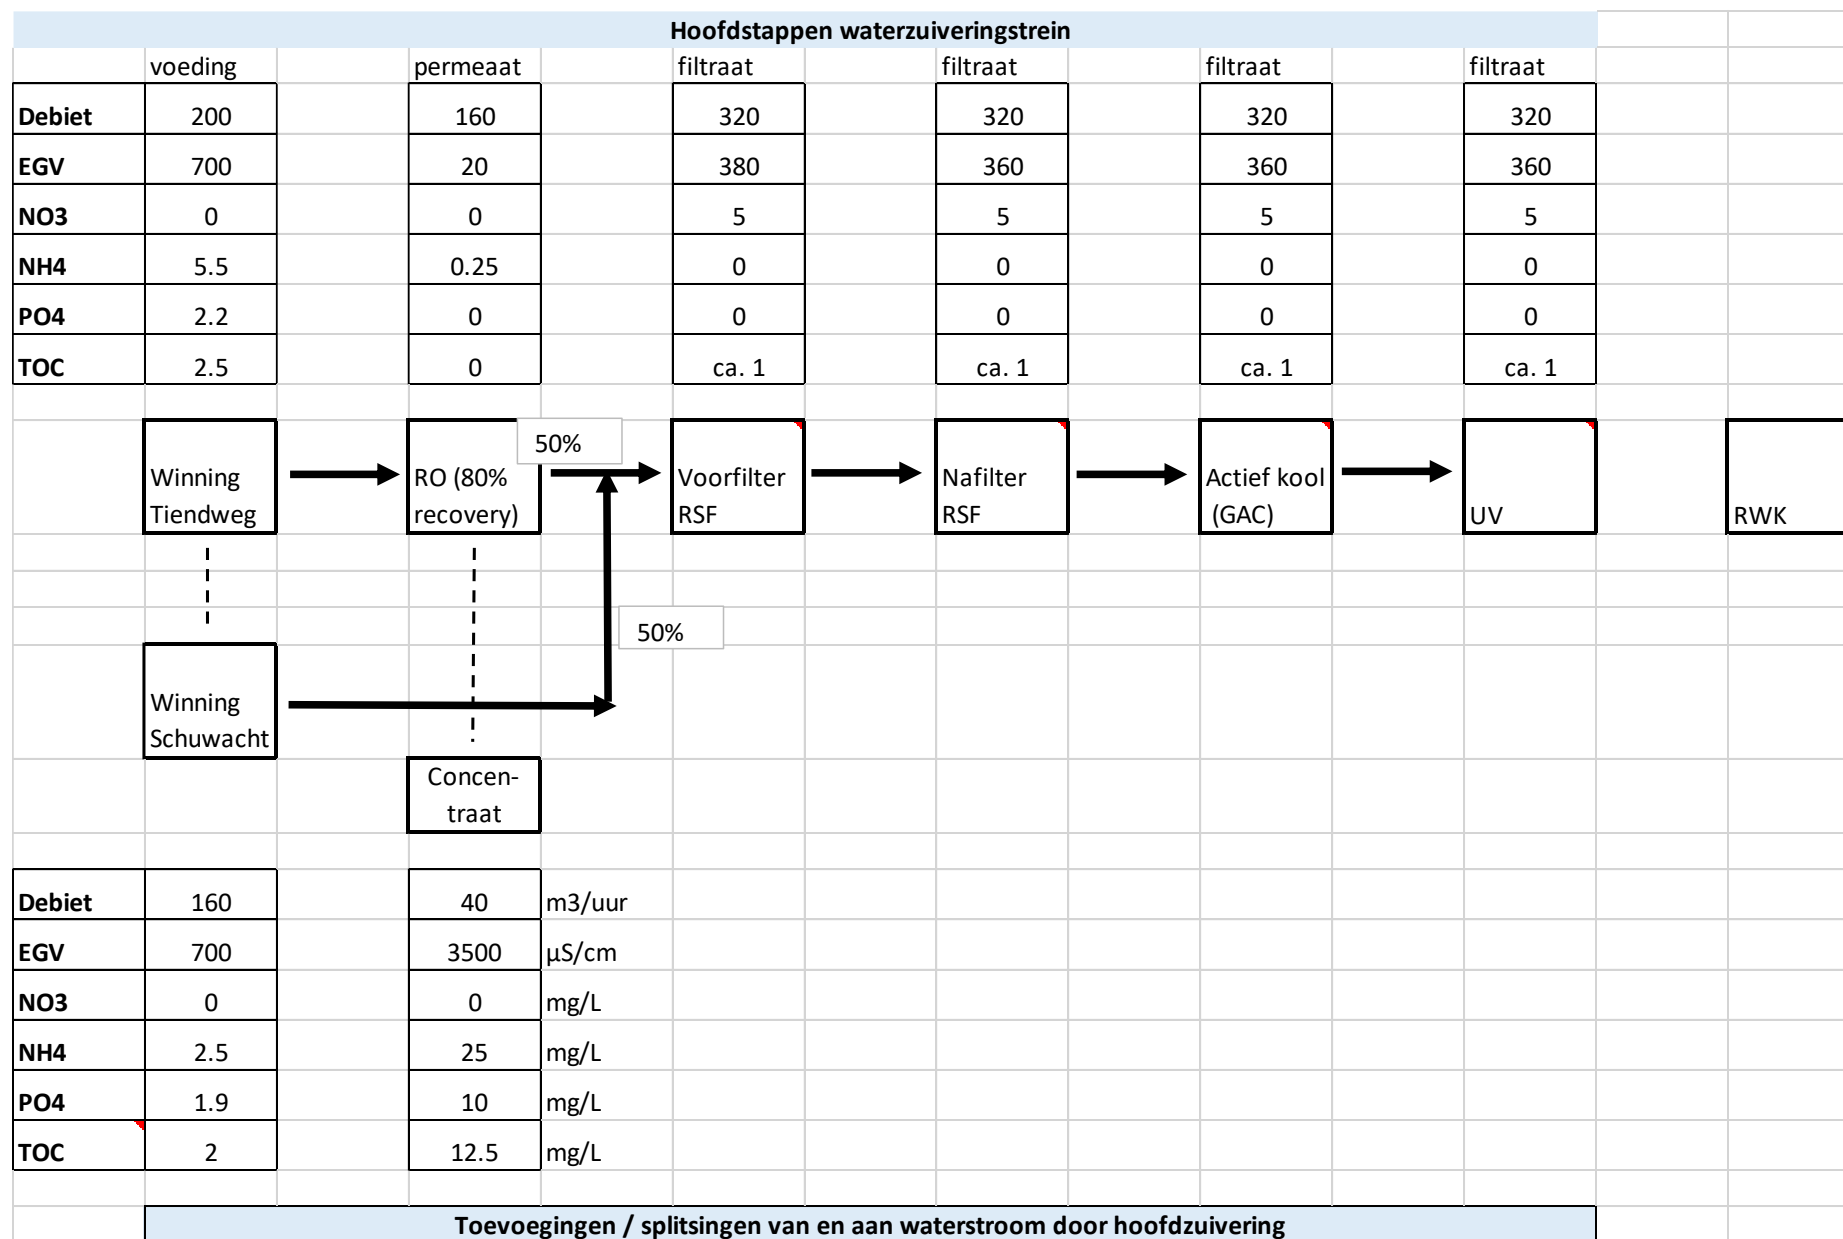 Hoofdstappen waterzuiveringstrein
voeding permeaat filtraat filtraat filtraat filtraat
Debiet 200 160 320 320 320 320
EGV 700 20 380 360 360 360
NO3 0 0 5 5 5 5
NH4 5.5 0.25 0 0 0 0
PO4 2.2 0 0 0 0 0
TOC 2.5 0 ca. 1 ca. 1 ca. 1 ca. 1
50%
Winning RO (80% Voorfilter Nafilter Actief kool
Tiendweg recovery) RSF RSF (GAC) UV RWK
50%
Winning
Schuwacht
Concen-
traat
Debiet 160 40 m3/uur
EGV 700 3500 µS/cm
NO3 0 0 mg/L
NH4 2.5 25 mg/L
PO4 1.9 10 mg/L
TOC 2 12.5 mg/L
Toevoegingen / splitsingen van en aan waterstroom door hoofdzuivering